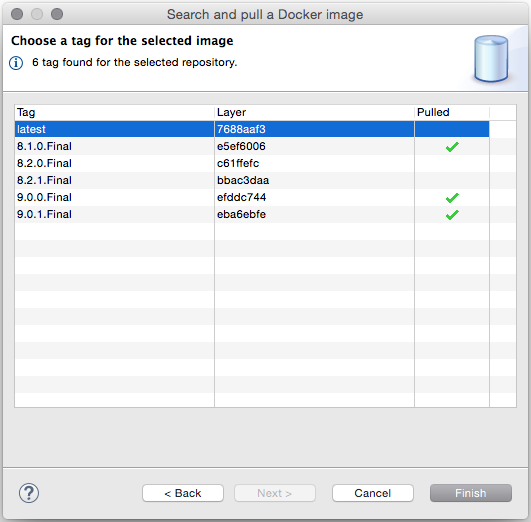 Search and pull a Docker image
Choose a tag for the selected image
6 tag found for the selected repository.
Tag Layer Pulled
latest 7688aaf3
8.1.0.Final e5ef6006
8.2.0.Final c61ffefc
8.2.1.Final bbac3daa
9.0.0.Final efddc744
9.0.1.Final eba6ebfe
? < Back Next > Cancel Finish